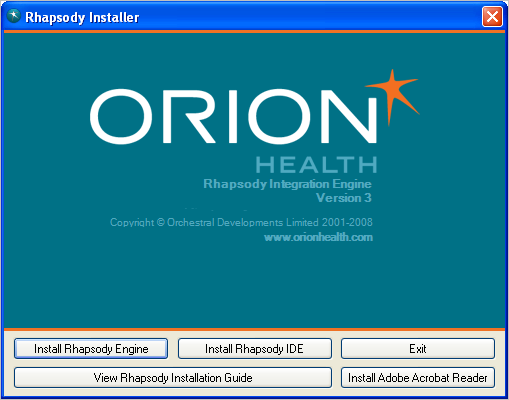 Rhapsody Installer
ORION
HEALTH
Rhapsody Integration Engine
Version 3
Copyright © Orchestral Developments Limited 2001-2008
www.orionhealth.com
Install Rhapsody Engine
Install Rhapsody IDE
Exit
View Rhapsody Installation Guide
Install Adobe Acrobat Reader